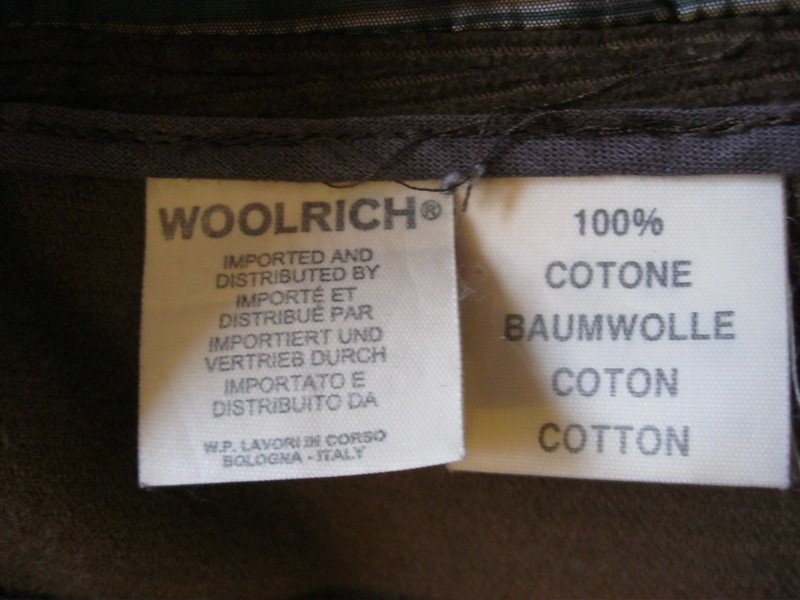 WOOLRICH®
IMPORTED AND
DISTRIBUTED BY
IMPORTÉ ET
DISTRIBUÉ PAR
IMPORTIERT UND
VERTRIEB DURCH
IMPORTATO E
DISTRIBUITO DA
W.P. LAVORI IN CORSO
BOLOGNA - ITALY
100%
COTONE
BAUMWOLLE
COTON
COTTON